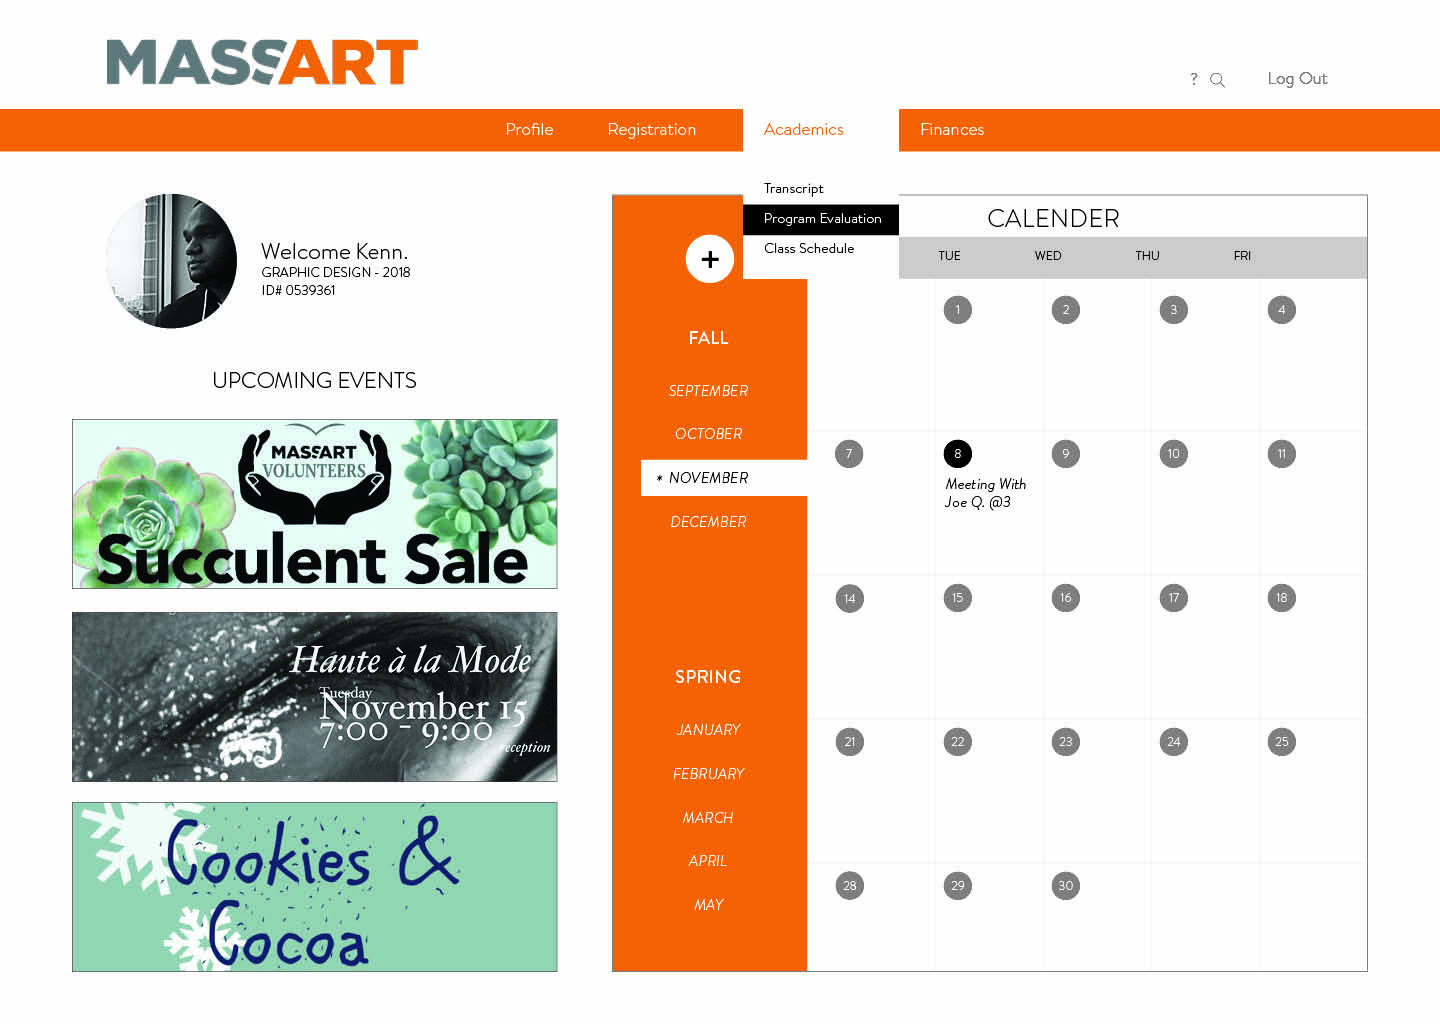 MASSART
? Log Out
Profile Registration Academics Finances
Transcript
Program Evaluation
Class Schedule
Welcome Kenn.
GRAPHIC DESIGN - 2018
ID# 0539361
UPCOMING EVENTS
MASSART
VOLUNTEERS
Succulent Sale
Haute à la Mode
Tuesday
November 15
7:00 - 9:00
reception
Cookies &
Cocoa
+
FALL
SEPTEMBER
OCTOBER
* NOVEMBER
DECEMBER
SPRING
JANUARY
FEBRUARY
MARCH
APRIL
MAY
CALENDER
TUE WED THU FRI
1 2 3 4
7 8 9 10 11
Meeting With
Joe Q. @3
14 15 16 17 18
21 22 23 24 25
28 29 30